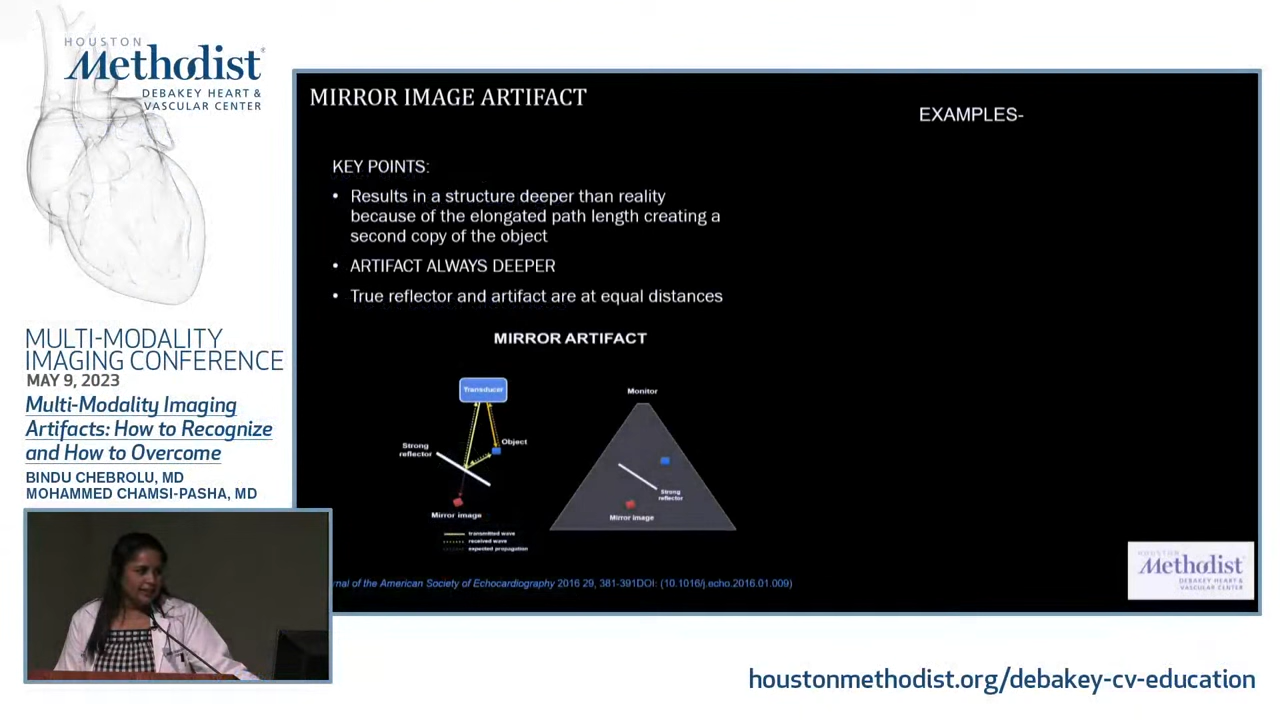 HOUSTON
Methodist
DEBAKEY HEART &
VASCULAR CENTER
MULTI-MODALITY
IMAGING CONFERENCE
MAY 9, 2023
Multi-Modality Imaging
Artifacts: How to Recognize
and How to Overcome
BINDU CHEBROLU, MD
MOHAMMED CHAMSI-PASHA, MD
MIRROR IMAGE ARTIFACT
EXAMPLES-
KEY POINTS:
• Results in a structure deeper than reality
because of the elongated path length creating a
second copy of the object
• ARTIFACT ALWAYS DEEPER
• True reflector and artifact are at equal distances
MIRROR ARTIFACT
Transducer
Object
Strong
reflector
Mirror image
transmitted wave
received wave
expected propagation
Monitor
Strong
reflector
Mirror image
rnal of the American Society of Echocardiography 2016 29, 381-391DOI: (10.1016/j.echo.2016.01.009)
HOUSTON
Methodist
DEBAKEY HEART &
VASCULAR CENTER
houstonmethodist.org/debakey-cv-education